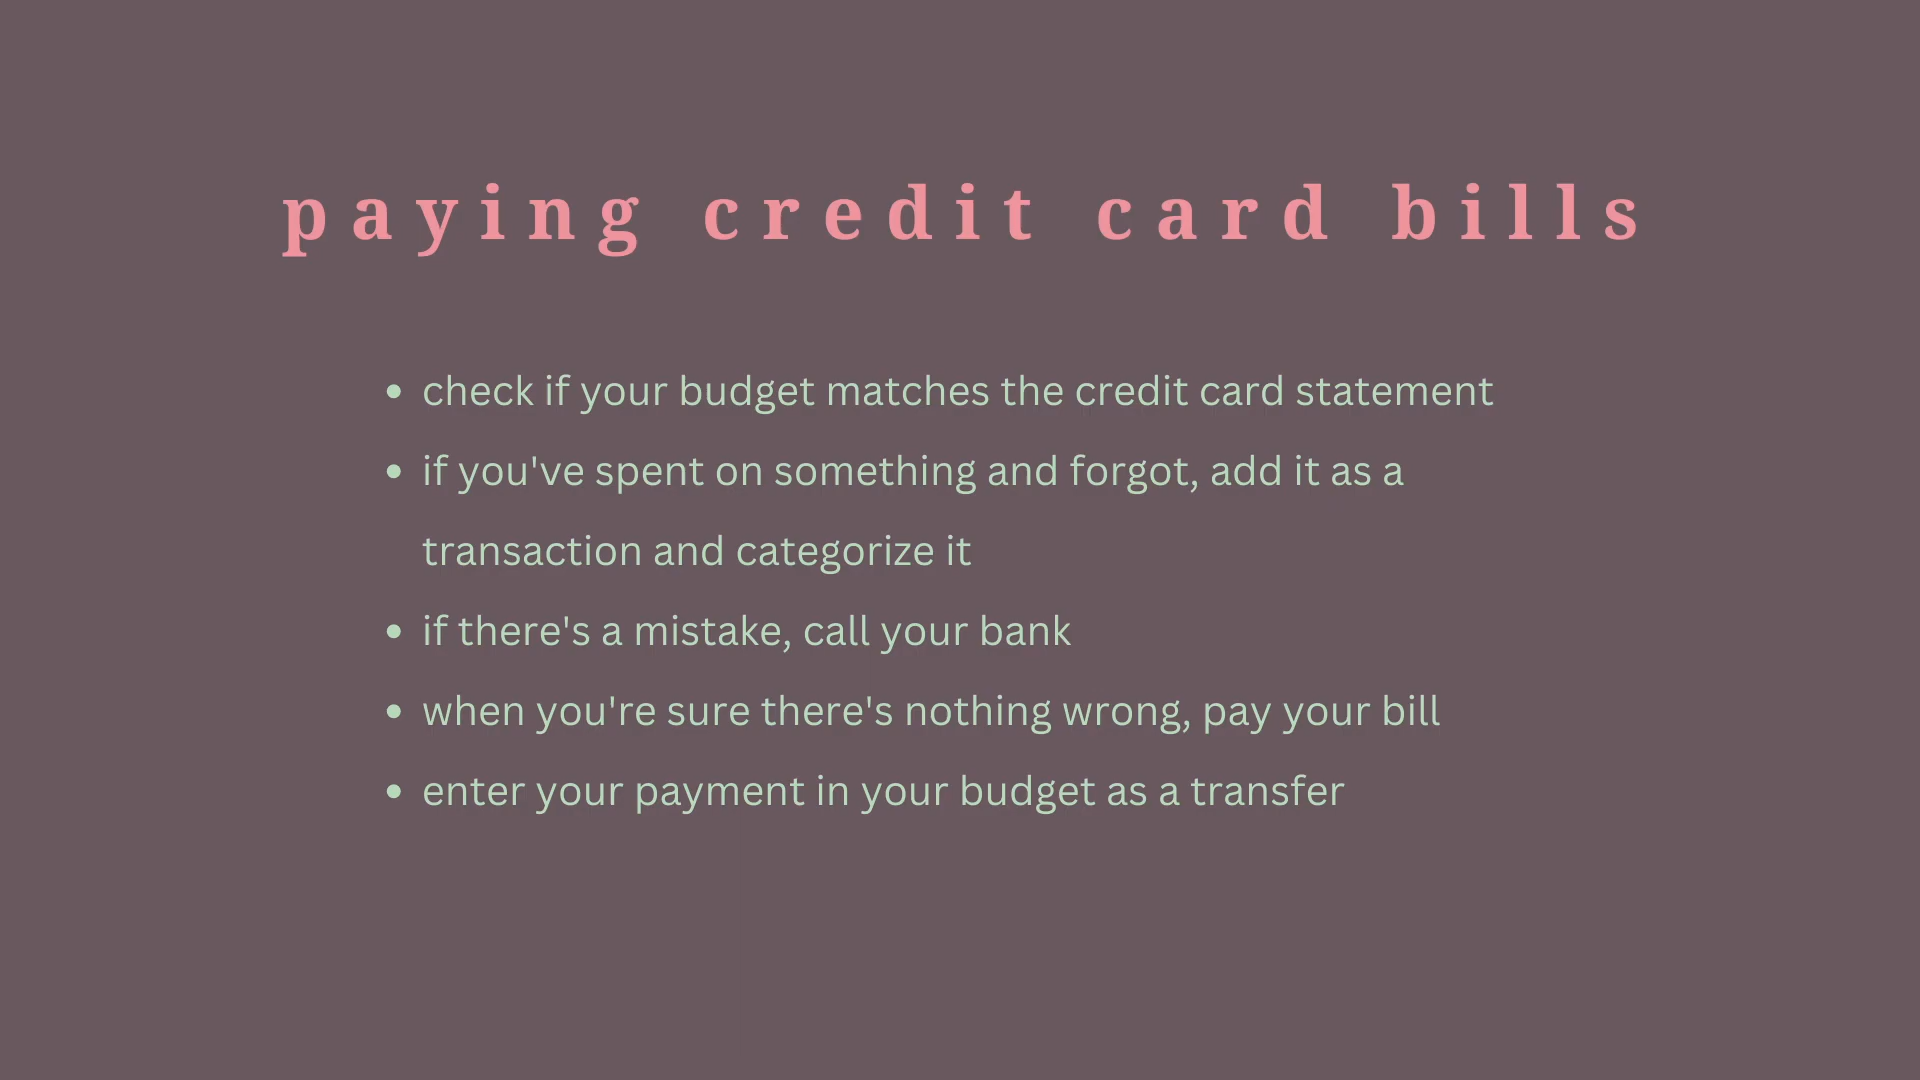 paying credit card bills
• check if your budget matches the credit card statement
• if you've spent on something and forgot, add it as a
transaction and categorize it
• if there's a mistake, call your bank
• when you're sure there's nothing wrong, pay your bill
• enter your payment in your budget as a transfer